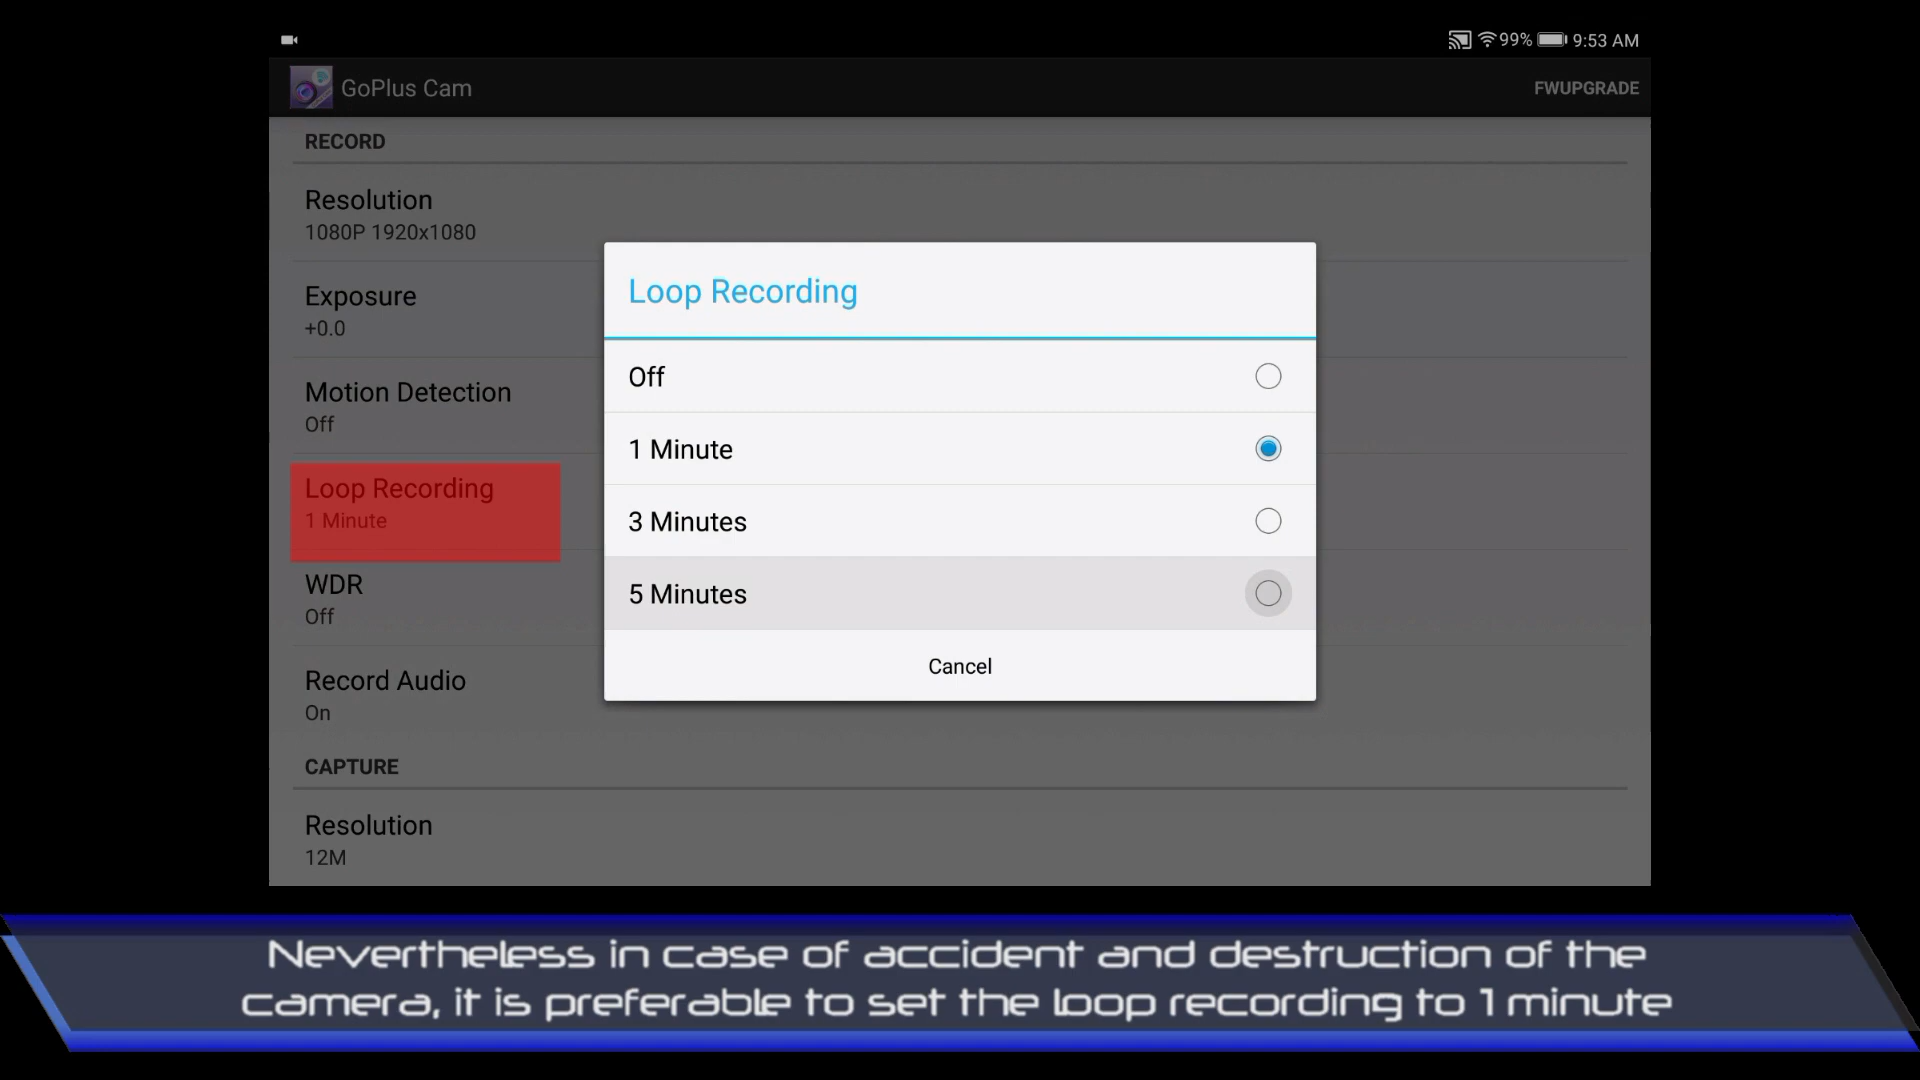 99% 9:53 AM
GoPlus Cam
FWUPGRADE
RECORD
Resolution
1080P 1920x1080
Exposure
+0.0
Motion Detection
Off
Loop Recording
1 Minute
WDR
Off
Record Audio
On
CAPTURE
Resolution
12M
Loop Recording
Off
1 Minute
3 Minutes
5 Minutes
Cancel
Nevertheless in case of accident and destruction of the
camera, it is preferable to set the loop recording to 1 minute